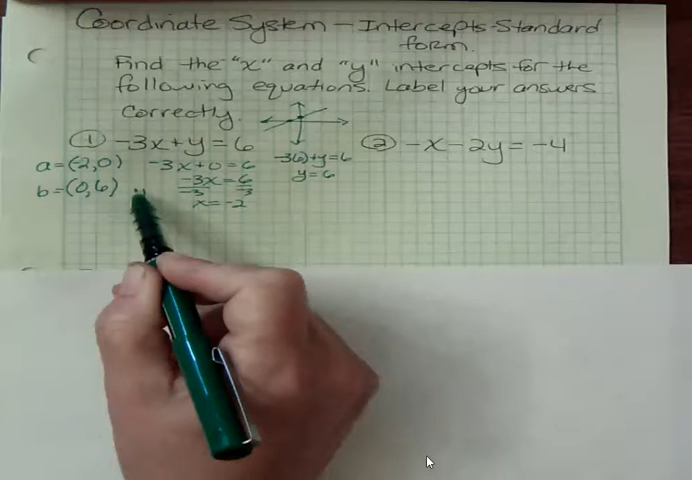 Coordinate System - Intercepts-Standard
form.
Find the "x" and "y" intercepts for the
following equations. Label your answers
correctly.
① -3x+y=6
a=(-2,0)
b=(0,6)
-3x+0=6
-3x=6
-3 -3
x=-2
-3(0)+y=6
y=6
② -x-2y=-4